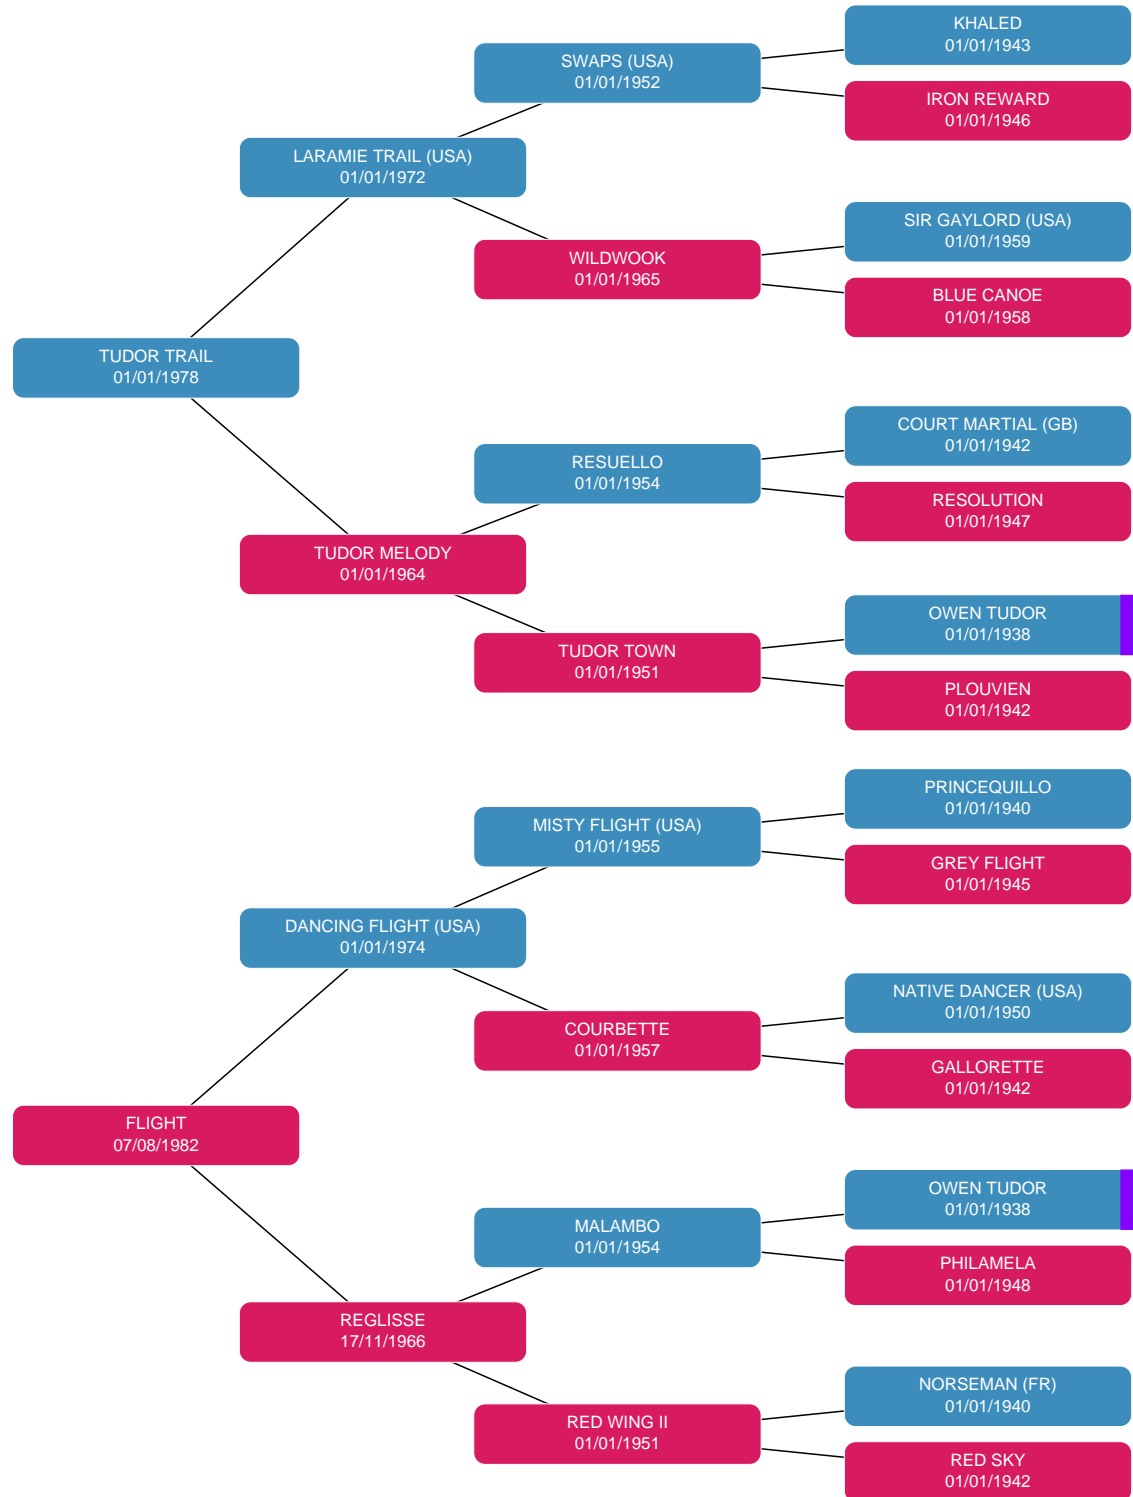 KHALED
01/01/1943
SWAPS (USA)
01/01/1952
IRON REWARD
01/01/1946
LARAMIE TRAIL (USA)
01/01/1972
SIR GAYLORD (USA)
01/01/1959
WILDWOOK
01/01/1965
BLUE CANOE
01/01/1958
TUDOR TRAIL
01/01/1978
COURT MARTIAL (GB)
01/01/1942
RESUELLO
01/01/1954
RESOLUTION
01/01/1947
TUDOR MELODY
01/01/1964
OWEN TUDOR
01/01/1938
TUDOR TOWN
01/01/1951
PLOUVIEN
01/01/1942
PRINCEQUILLO
01/01/1940
MISTY FLIGHT (USA)
01/01/1955
GREY FLIGHT
01/01/1945
DANCING FLIGHT (USA)
01/01/1974
NATIVE DANCER (USA)
01/01/1950
COURBETTE
01/01/1957
GALLORETTE
01/01/1942
FLIGHT
07/08/1982
OWEN TUDOR
01/01/1938
MALAMBO
01/01/1954
PHILAMELA
01/01/1948
REGLISSE
17/11/1966
NORSEMAN (FR)
01/01/1940
RED WING II
01/01/1951
RED SKY
01/01/1942